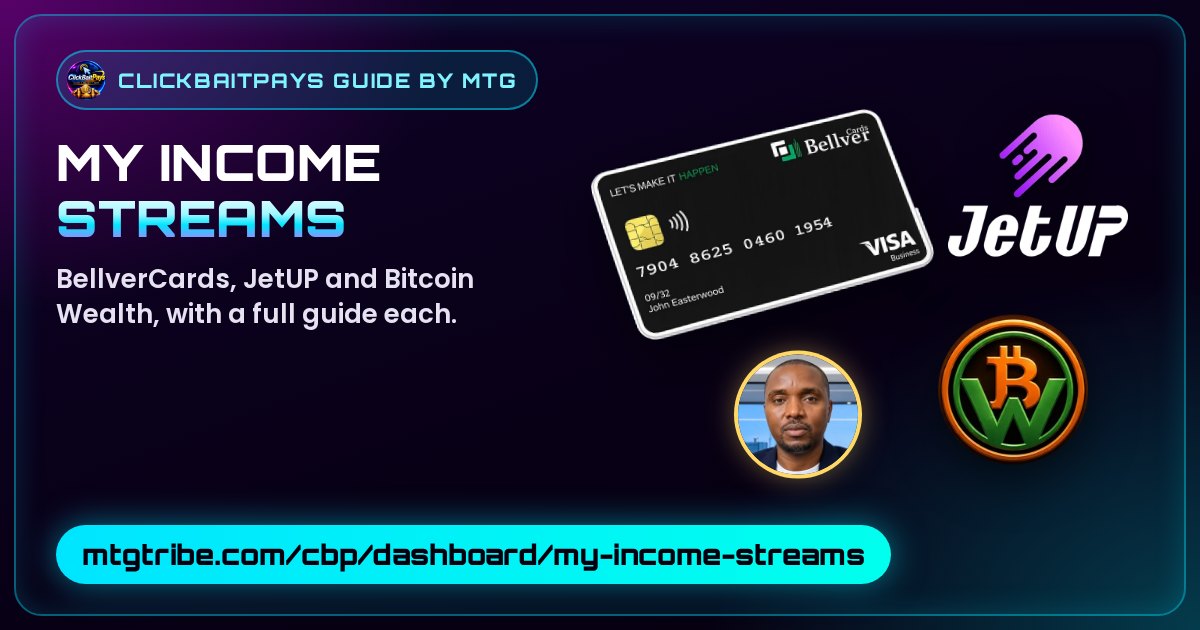 ClickBaitPays
CLICKBAITPAYS GUIDE BY MTG
MY INCOME
STREAMS
BellverCards, JetUP and Bitcoin
Wealth, with a full guide each.
LET'S MAKE IT HAPPEN
Cards
Bellver
7904 8625 0460 1954
09/32
John Easterwood
VISA
Business
JetUP
B
W
mtgtribe.com/cbp/dashboard/my-income-streams